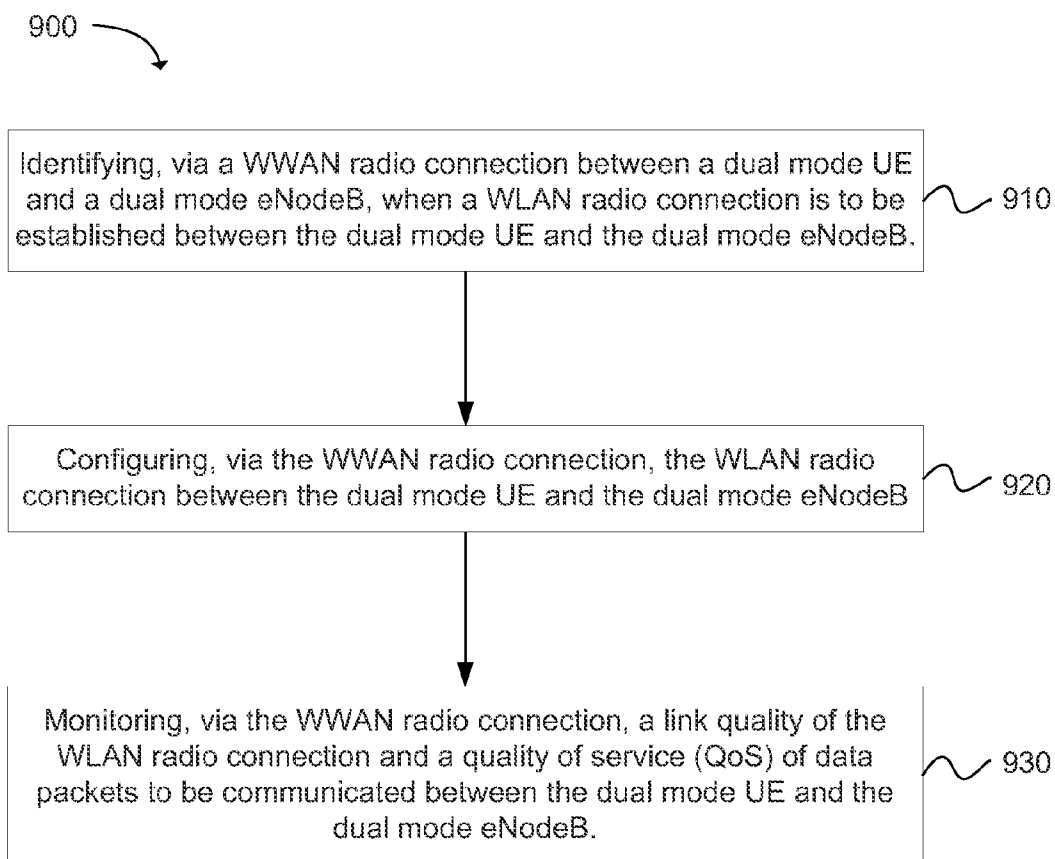 900
Identifying, via a WWAN radio connection between a dual mode UE
and a dual mode eNodeB, when a WLAN radio connection is to be
established between the dual mode UE and the dual mode eNodeB.
910
Configuring, via the WWAN radio connection, the WLAN radio
connection between the dual mode UE and the dual mode eNodeB
920
Monitoring, via the WWAN radio connection, a link quality of the
WLAN radio connection and a quality of service (QoS) of data
packets to be communicated between the dual mode UE and the
dual mode eNodeB.
930